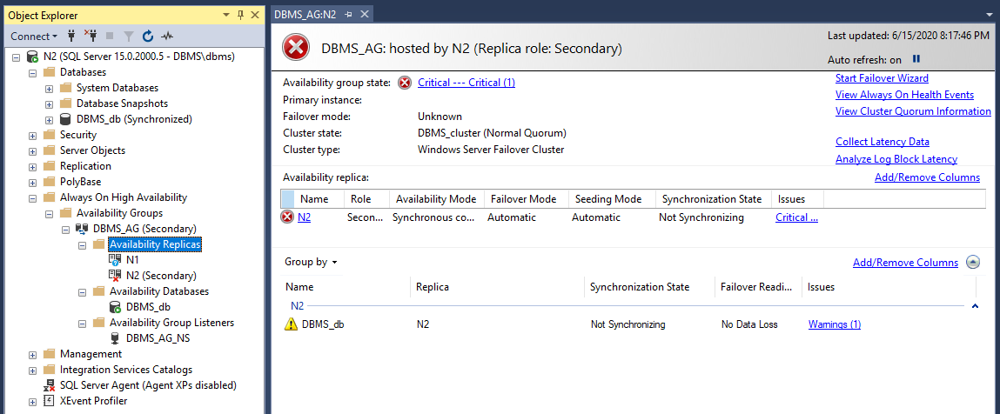 Object Explorer
Connect
N2 (SQL Server 15.0.2000.5 - DBMS\dbms)
Databases
System Databases
Database Snapshots
DBMS_db (Synchronized)
Security
Server Objects
Replication
PolyBase
Always On High Availability
Availability Groups
DBMS_AG (Secondary)
Availability Replicas
N1
N2 (Secondary)
Availability Databases
DBMS_db
Availability Group Listeners
DBMS_AG_NS
Management
Integration Services Catalogs
SQL Server Agent (Agent XPs disabled)
XEvent Profiler
DBMS_AG:N2
DBMS_AG: hosted by N2 (Replica role: Secondary)
Last updated: 6/15/2020 8:17:46 PM
Auto refresh: on
Availability group state: Critical --- Critical (1)
Primary instance:
Failover mode: Unknown
Cluster state: DBMS_cluster (Normal Quorum)
Cluster type: Windows Server Failover Cluster
Start Failover Wizard
View Always On Health Events
View Cluster Quorum Information
Collect Latency Data
Analyze Log Block Latency
Availability replica: Add/Remove Columns
Name Role Availability Mode Failover Mode Seeding Mode Synchronization State Issues
N2 Secon... Synchronous co... Automatic Automatic Not Synchronizing Critical ...
Group by Add/Remove Columns
Name Replica Synchronization State Failover Readi... Issues
N2
DBMS_db N2 Not Synchronizing No Data Loss Warnings (1)